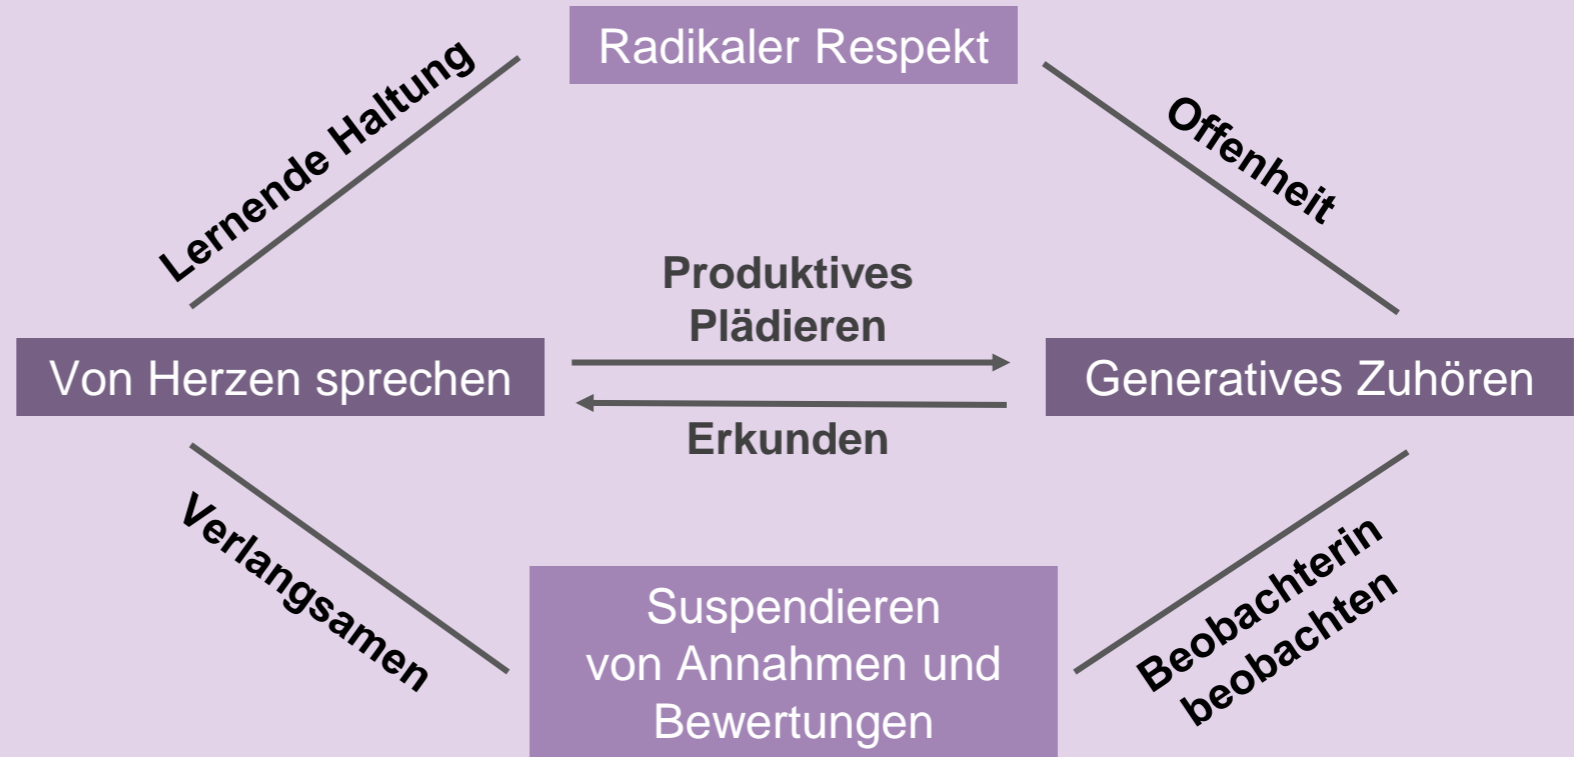 Radikaler Respekt
Lernende Haltung
Offenheit
Produktives
Plädieren
Von Herzen sprechen
Generatives Zuhören
Erkunden
Verlangsamen
Beobachterin
beobachten
Suspendieren
von Annahmen und
Bewertungen